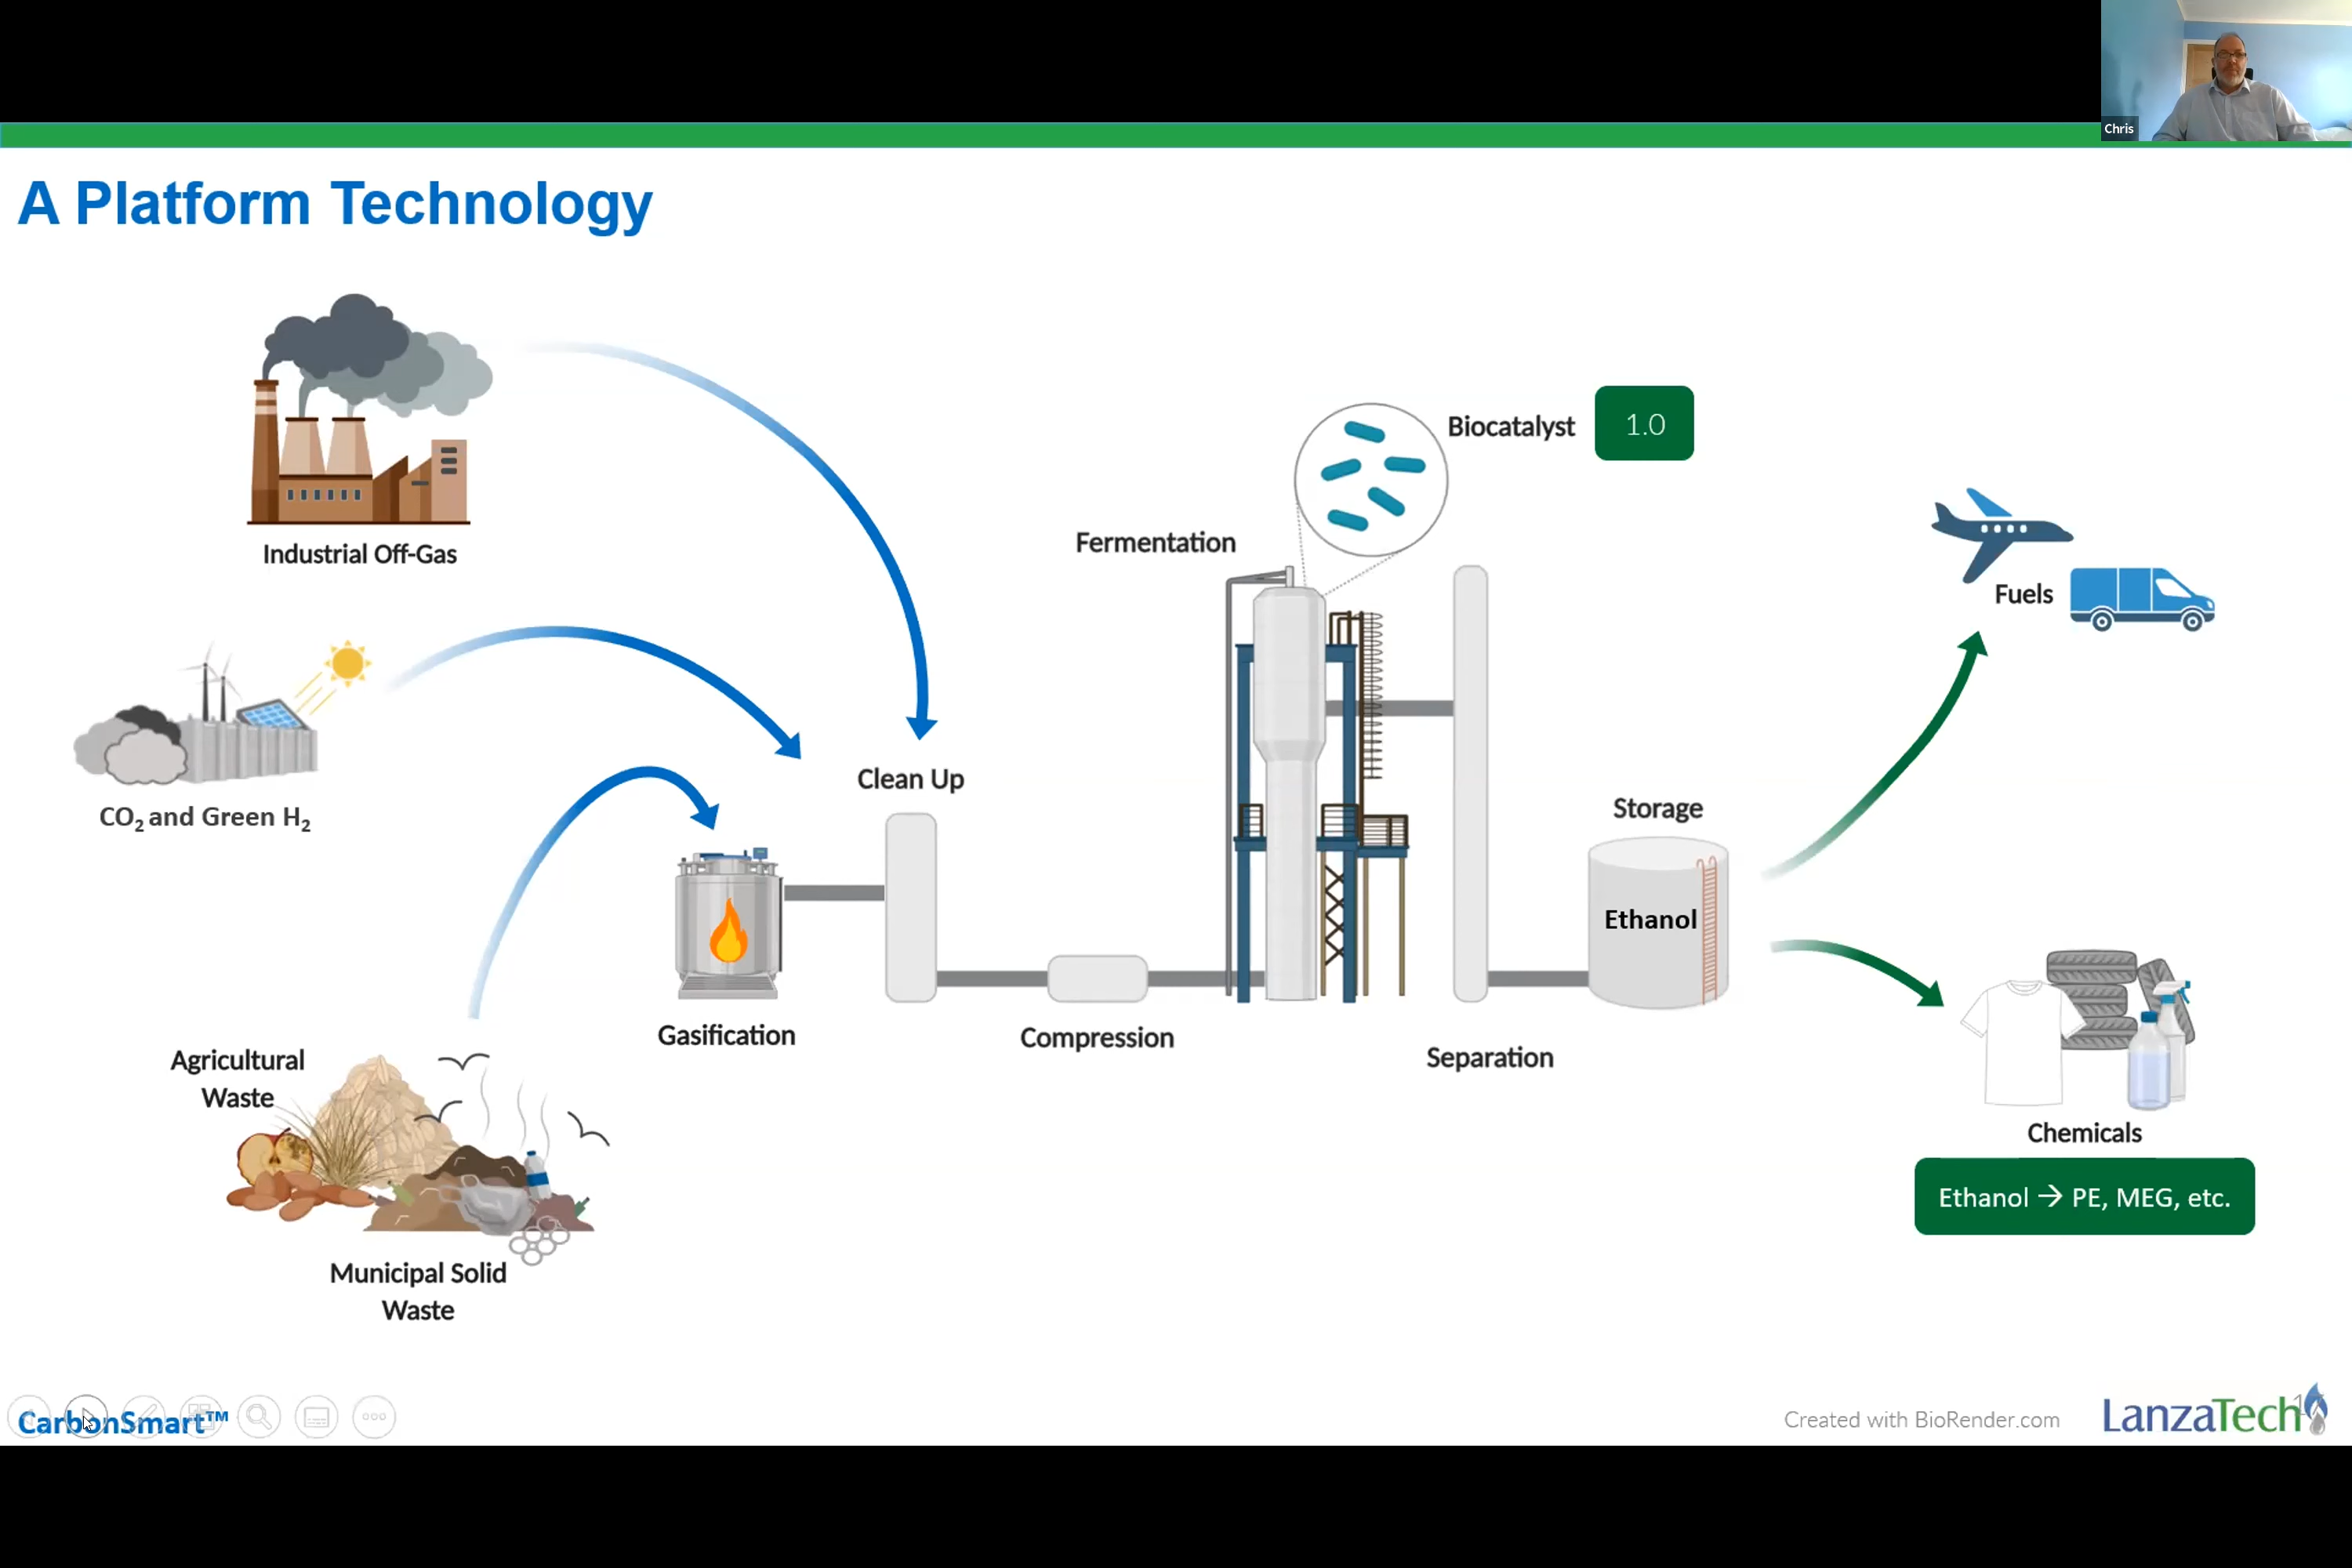 Chris
A Platform Technology
Industrial Off-Gas
Biocatalyst
1.0
Fermentation
Fuels
CO₂ and Green H₂
Clean Up
Storage
Ethanol
Gasification
Compression
Separation
Agricultural
Waste
Chemicals
Ethanol → PE, MEG, etc.
Municipal Solid
Waste
CarbonSmart™
Created with BioRender.com
LanzaTech